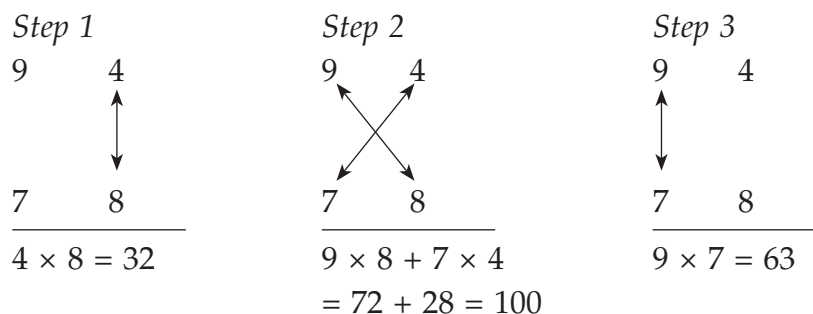 Step 1 Step 2 Step 3
9 4 9 4 9 4
7 8 7 8 7 8
4 × 8 = 32 9 × 8 + 7 × 4 9 × 7 = 63
= 72 + 28 = 100